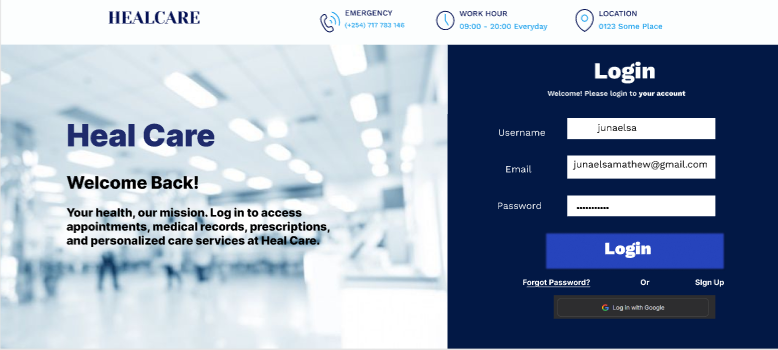 HEALCARE
EMERGENCY
(+254) 717 783 146
WORK HOUR
09:00 - 20:00 Everyday
LOCATION
0123 Some Place
Heal Care
Welcome Back!
Your health, our mission. Log in to access
appointments, medical records, prescriptions,
and personalized care services at Heal Care.
Login
Welcome! Please login to your account
Username
junaelsa
Email
junaelsamathew@gmail.com
Password
•••••••••••
Login
Forgot Password?
Or
SIgn Up
Log in with Google